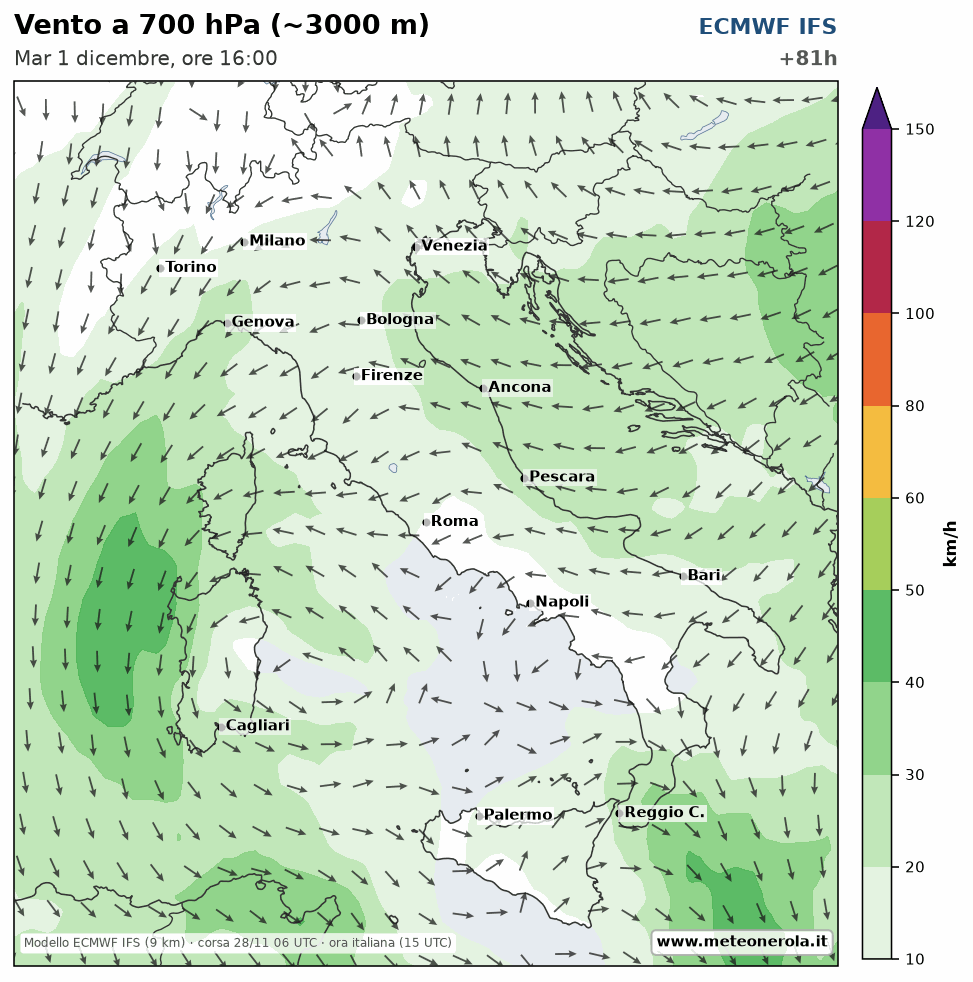 Vento a 700 hPa (~3000 m)
ECMWF IFS
Mar 1 dicembre, ore 16:00
+81h
Milano
Venezia
Torino
Genova
Bologna
Firenze
Ancona
Pescara
Roma
Bari
Napoli
Cagliari
Palermo
Reggio C.
150
120
100
80
60
50
40
30
20
10
km/h
Modello ECMWF IFS (9 km) · corsa 28/11 06 UTC · ora italiana (15 UTC)
www.meteonerola.it